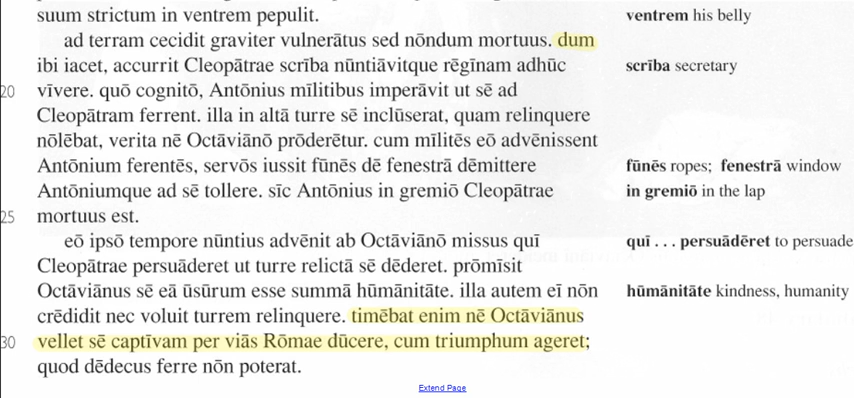 suum strictum in ventrem pepulit.
ventrem his belly
ad terram cecidit graviter vulnerātus sed nōndum mortuus. dum
ibi iacet, accurrit Cleopātrae scrība nūntiāvitque rēgīnam adhūc
scrība secretary
20 vīvere. quō cognitō, Antōnius mīlitibus imperāvit ut sē ad
Cleopātram ferrent. illa in altā turre sē inclūserat, quam relinquere
nōlēbat, verita nē Octāviānō prōderētur. cum mīlitēs eō advēnissent
Antōnium ferentēs, servōs iussit fūnēs dē fenestrā dēmittere
fūnēs ropes; fenestrā window
Antōniumque ad sē tollere. sīc Antōnius in gremiō Cleopātrae
in gremiō in the lap
25 mortuus est.
eō ipsō tempore nūntius advēnit ab Octāviānō missus quī
quī . . . persuādēret to persuade
Cleopātrae persuāderet ut turre relictā sē dēderet. prōmīsit
Octāviānus sē eā ūsūrum esse summā hūmānitāte. illa autem eī nōn
hūmānitāte kindness, humanity
crēdidit nec voluit turrem relinquere. timēbat enim nē Octāviānus
30 vellet sē captīvam per viās Rōmae dūcere, cum triumphum ageret;
quod dēdecus ferre nōn poterat.
Extend Page